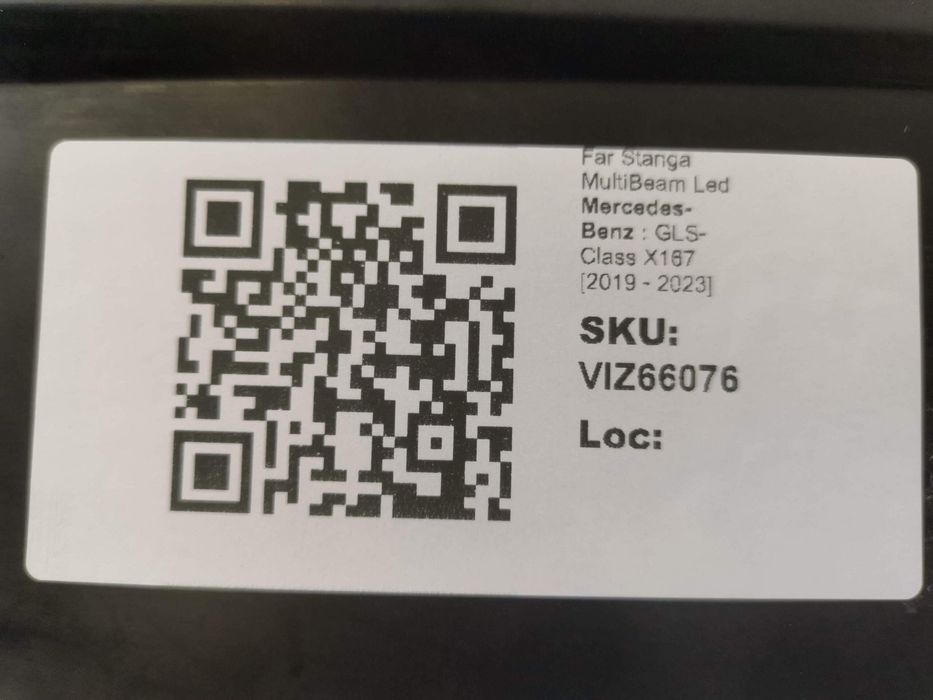 Far Stanga
MultiBeam Led
Mercedes-
Benz : GLS-
Class X167
[2019 - 2023]
SKU:
VIZ66076
Loc: